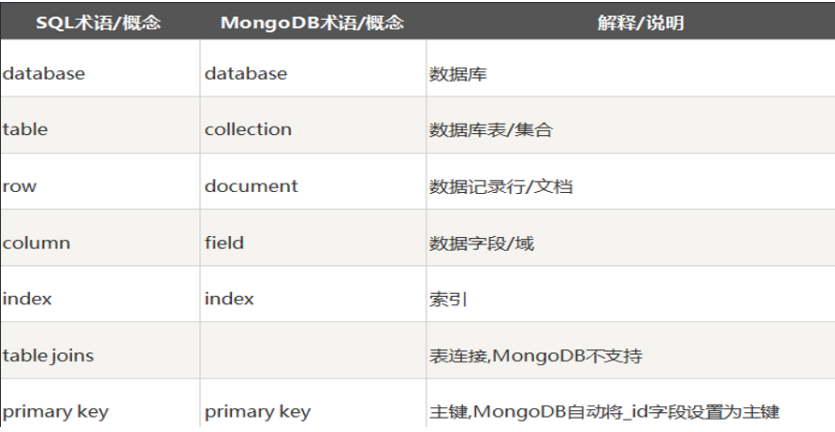 SQL术语/概念 MongoDB术语/概念 解释/说明
database database 数据库
table collection 数据库表/集合
row document 数据记录行/文档
column field 数据字段/域
index index 索引
table joins 表连接,MongoDB不支持
primary key primary key 主键,MongoDB自动将_id字段设置为主键